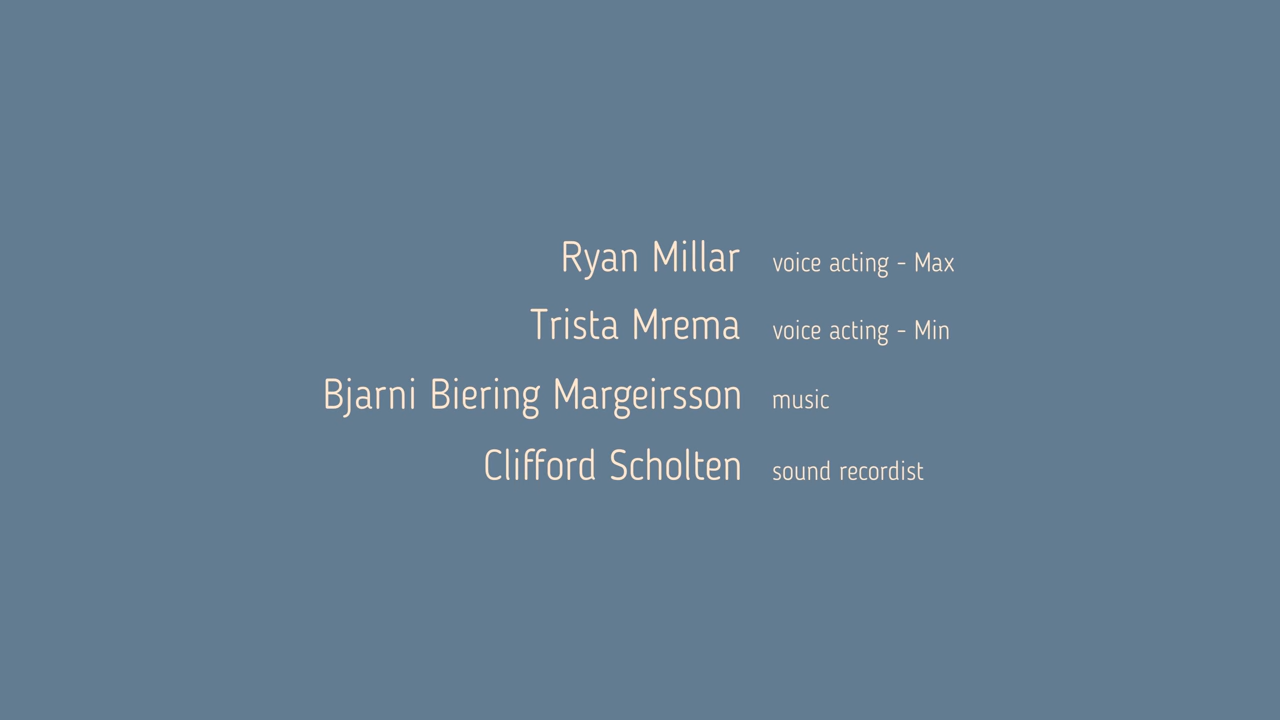 Ryan Millar voice acting - Max
Trista Mrema voice acting - Min
Bjarni Biering Margeirsson music
Clifford Scholten sound recordist